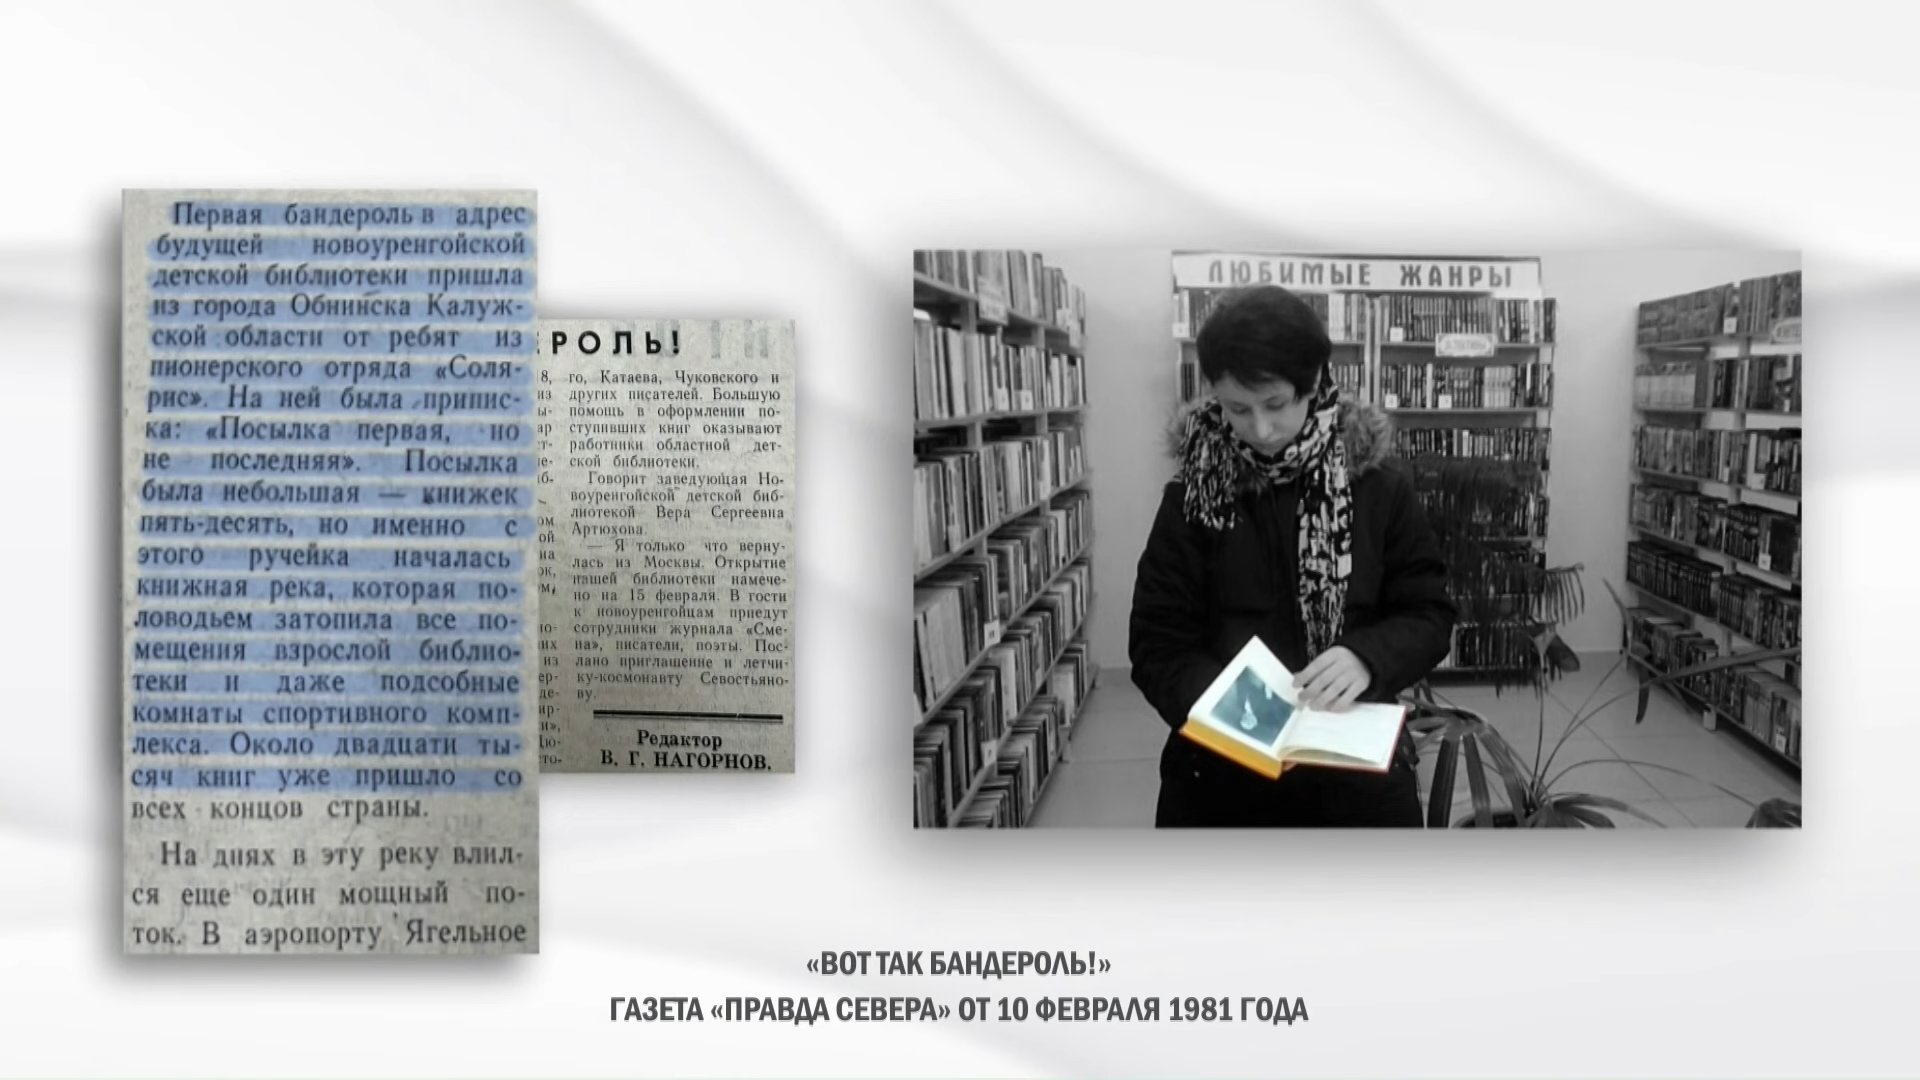 Первая бандероль в адрес
будущей новоуренгойской
детской библиотеки пришла
из города Обнинска Калуж-
ской области от ребят из
пионерского отряда «Соля-
рис». На ней была припис-
ка: «Посылка первая, но
не последняя». Посылка
была небольшая — книжек
пять-десять, но именно с
этого ручейка началась
книжная река, которая по-
ловодьем затопила все по-
мещения взрослой библио-
теки и даже подсобные
комнаты спортивного комп-
лекса. Около двадцати ты-
сяч книг уже пришло со
всех концов страны.
На днях в эту реку влил-
ся еще один мощный по-
ток. В аэропорту Ягельное
РОЛЬ!
го, Катаева, Чуковского и
других писателей. Большую
помощь в оформлении по-
ступивших книг оказывают
работники областной дет-
ской библиотеки.
Говорит заведующая Но-
воуренгойской детской биб-
лиотекой Вера Сергеевна
Артюхова.
— Я только что верну-
лась из Москвы. Открытие
нашей библиотеки намече-
но на 15 февраля. В гости
к новоуренгойцам приедут
сотрудники журнала «Сме-
на», писатели, поэты. Пос-
лано приглашение и летчи-
ку-космонавту Севостьяно-
ву.
Редактор
В. Г. НАГОРНОВ.
ЛЮБИМЫЕ ЖАНРЫ
«ВОТ ТАК БАНДЕРОЛЬ!»
ГАЗЕТА «ПРАВДА СЕВЕРА» ОТ 10 ФЕВРАЛЯ 1981 ГОДА